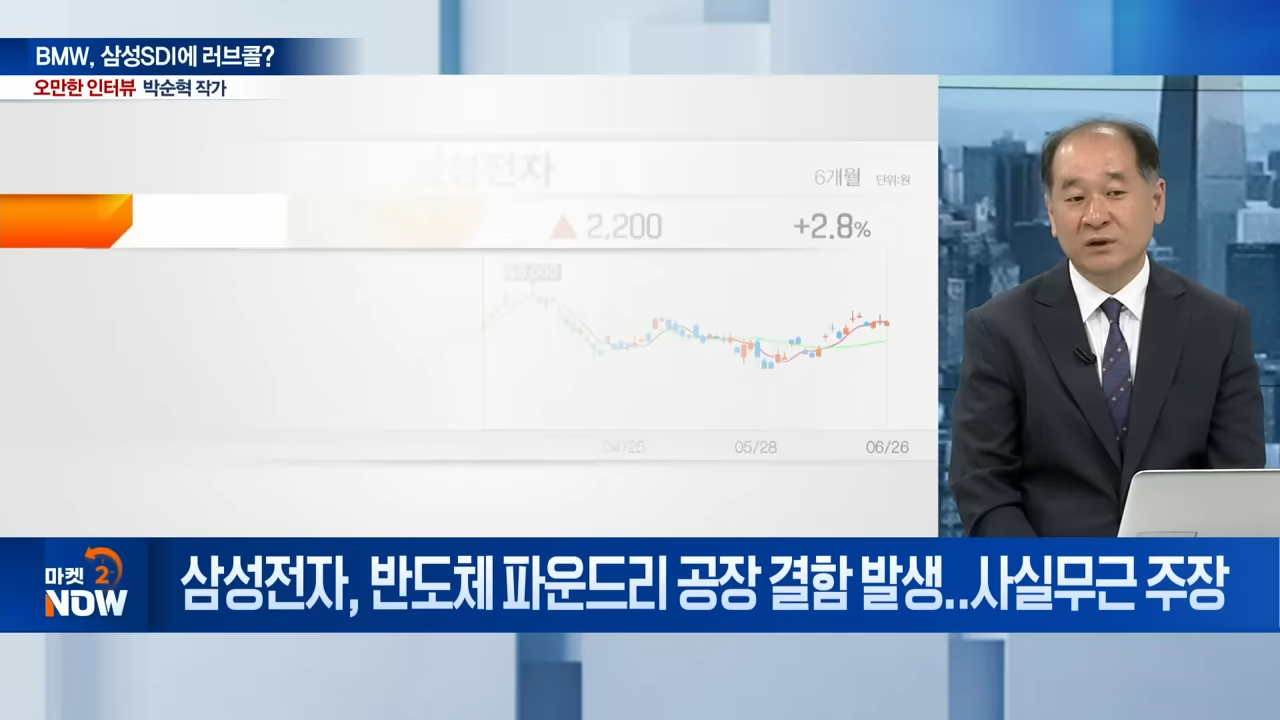 BMW, 삼성SDI에 러브콜?
오만한 인터뷰 박순혁 작가
전자
6개월 단위:원
▲ 2,200 +2.8%
04/25 05/28 06/26
마켓 2
NOW
삼성전자, 반도체 파운드리 공장 결함 발생..사실무근 주장